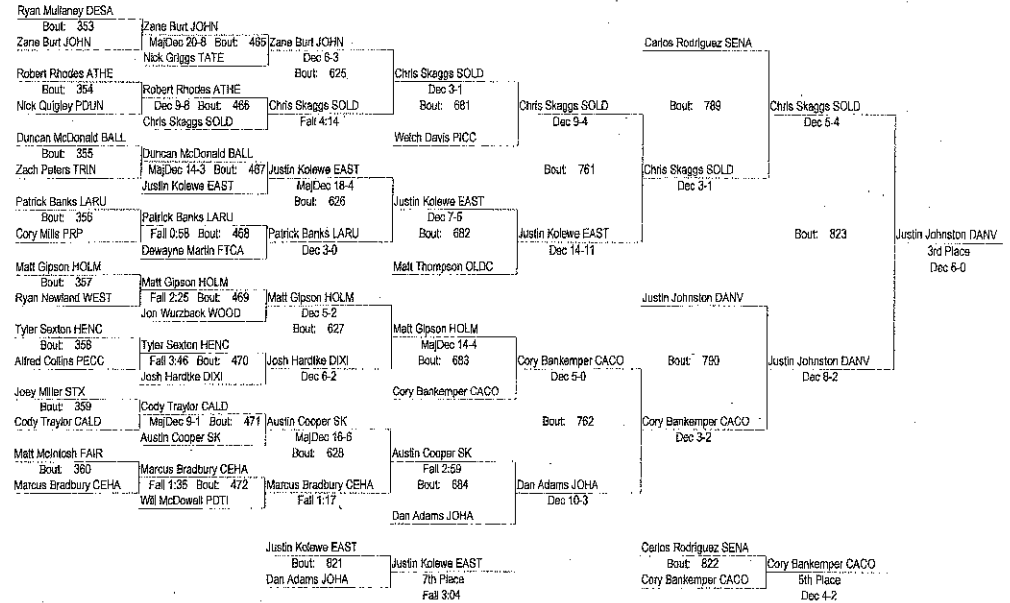 Ryan Mullaney DESA
Bout: 353
Zane Burt JOHN
Zane Burt JOHN
MajDec 20-8 Bout: 465
Nick Griggs TATE
Zane Burt JOHN
Dec 6-3
Bout: 625
Robert Rhodes ATHE
Bout: 354
Nick Quigley PDUN
Robert Rhodes ATHE
Dec 9-8 Bout: 466
Chris Skaggs SOLD
Chris Skaggs SOLD
Fall 4:14
Chris Skaggs SOLD
Dec 3-1
Bout: 681
Welch Davis PICC
Chris Skaggs SOLD
Dec 9-4
Duncan McDonald BALL
Bout: 355
Zach Peters TRIN
Duncan McDonald BALL
MajDec 14-3 Bout: 467
Justin Kolewe EAST
Justin Kolewe EAST
MajDec 18-4
Bout: 626
Patrick Banks LARU
Bout: 356
Cory Mills PRP
Patrick Banks LARU
Fall 0:58 Bout: 468
Dewayne Martin FTCA
Patrick Banks LARU
Dec 3-0
Justin Kolewe EAST
Dec 7-5
Bout: 682
Matt Thompson OLDC
Justin Kolewe EAST
Dec 14-11
Bout: 761
Chris Skaggs SOLD
Dec 3-1
Carlos Rodriguez SENA
Bout: 789
Chris Skaggs SOLD
Dec 5-4
Matt Gipson HOLM
Bout: 357
Ryan Newland WEST
Matt Gipson HOLM
Fall 2:25 Bout: 469
Jon Wurzback WOOD
Matt Gipson HOLM
Dec 5-2
Bout: 627
Tyler Sexton HENC
Bout: 358
Alfred Collins PECC
Tyler Sexton HENC
Fall 3:46 Bout: 470
Josh Hardtke DIXI
Josh Hardtke DIXI
Dec 6-2
Matt Gipson HOLM
MajDec 14-4
Bout: 683
Cory Bankemper CACO
Cory Bankemper CACO
Dec 5-0
Joey Miller STX
Bout: 359
Cody Traylor CALD
Cody Traylor CALD
MajDec 9-1 Bout: 471
Austin Cooper SK
Austin Cooper SK
MajDec 16-6
Bout: 628
Matt McIntosh FAIR
Bout: 360
Marcus Bradbury CEHA
Marcus Bradbury CEHA
Fall 1:35 Bout: 472
Will McDowell PDTI
Marcus Bradbury CEHA
Fall 1:17
Austin Cooper SK
Fall 2:59
Bout: 684
Dan Adams JOHA
Dan Adams JOHA
Dec 10-3
Bout: 762
Cory Bankemper CACO
Dec 3-2
Justin Johnston DANV
Bout: 790
Justin Johnston DANV
Dec 8-2
Bout: 823
Justin Johnston DANV
3rd Place
Dec 6-0
Justin Kolewe EAST
Bout: 821
Dan Adams JOHA
Justin Kolewe EAST
7th Place
Fall 3:04
Carlos Rodriguez SENA
Bout: 822
Cory Bankemper CACO
Cory Bankemper CACO
5th Place
Dec 4-2